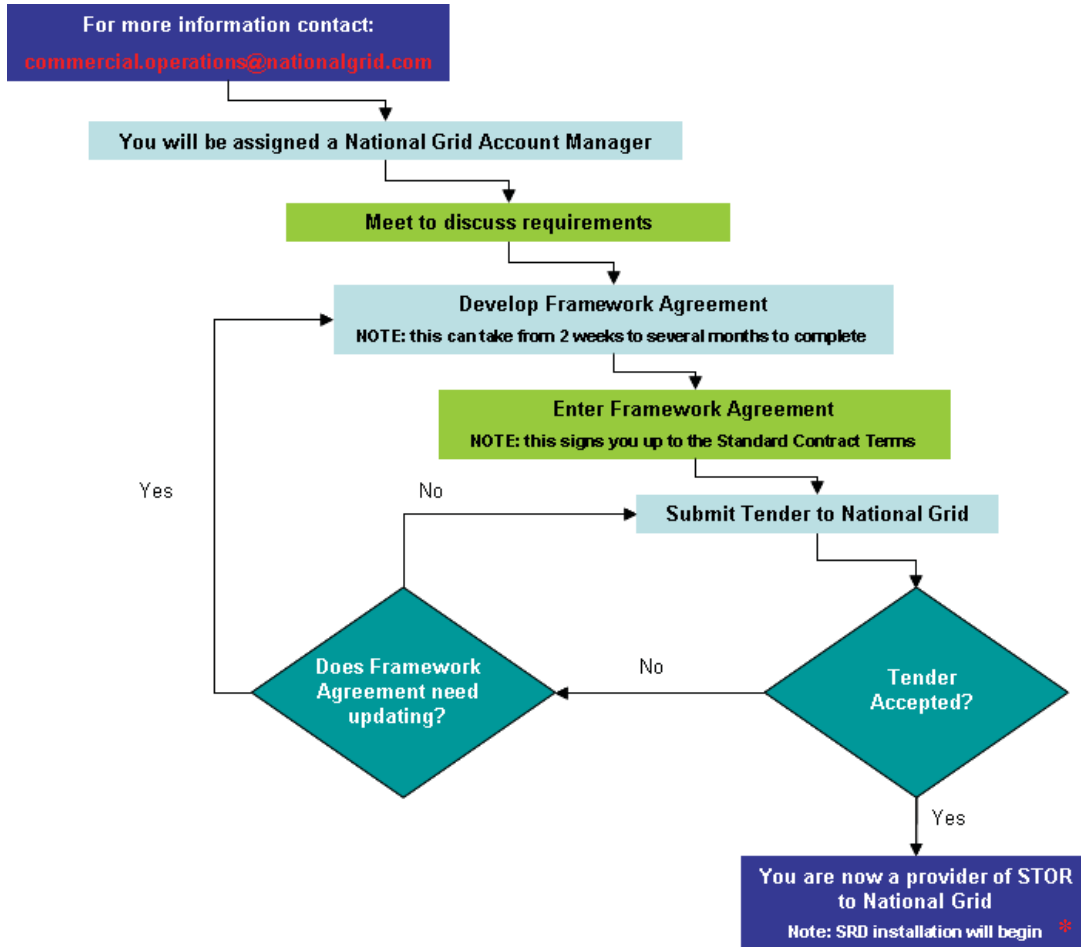 For more information contact:
commercial.operations@nationalgrid.com
You will be assigned a National Grid Account Manager
Meet to discuss requirements
Develop Framework Agreement
NOTE: this can take from 2 weeks to several months to complete
Enter Framework Agreement
NOTE: this signs you up to the Standard Contract Terms
Yes
No
Submit Tender to National Grid
Does Framework
Agreement need
updating?
No
Tender
Accepted?
Yes
You are now a provider of STOR
to National Grid
Note: SRD installation will begin *